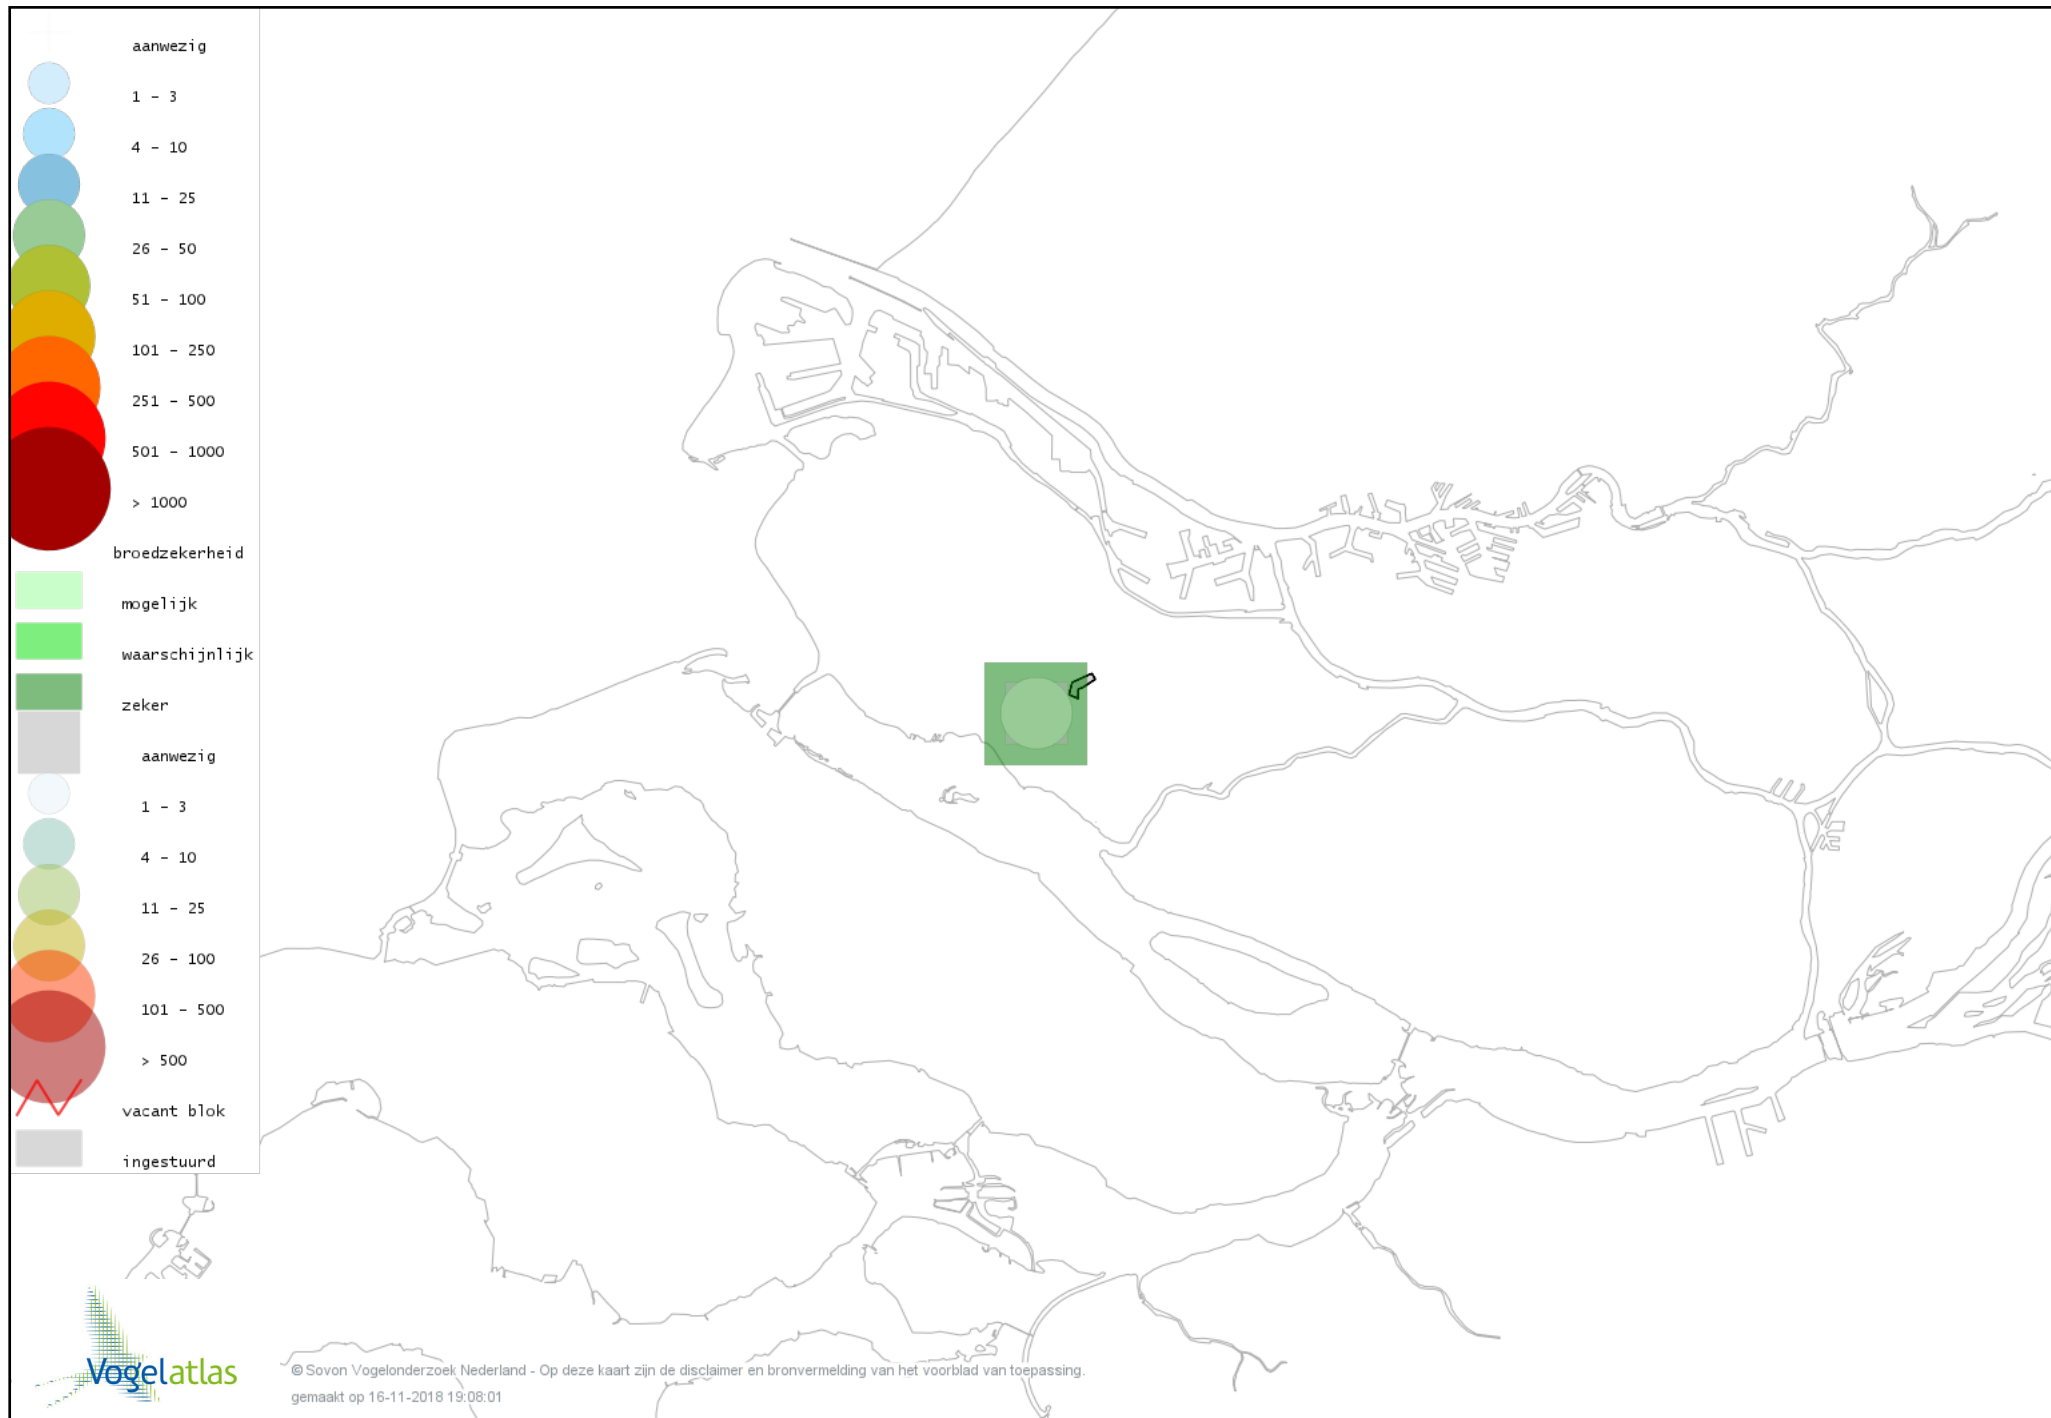 aanwezig
1 - 3
4 - 10
11 - 25
26 - 50
51 - 100
101 - 250
251 - 500
501 - 1000
> 1000
broedzekerheid
mogelijk
waarschijnlijk
zeker
aanwezig
1 - 3
4 - 10
11 - 25
26 - 100
101 - 500
> 500
vacant blok
ingestuurd
Vogelatlas
© Sovon Vogelonderzoek Nederland - Op deze kaart zijn de disclaimer en bronvermelding van het voorblad van toepassing.
gemaakt op 16-11-2018 19:08:01